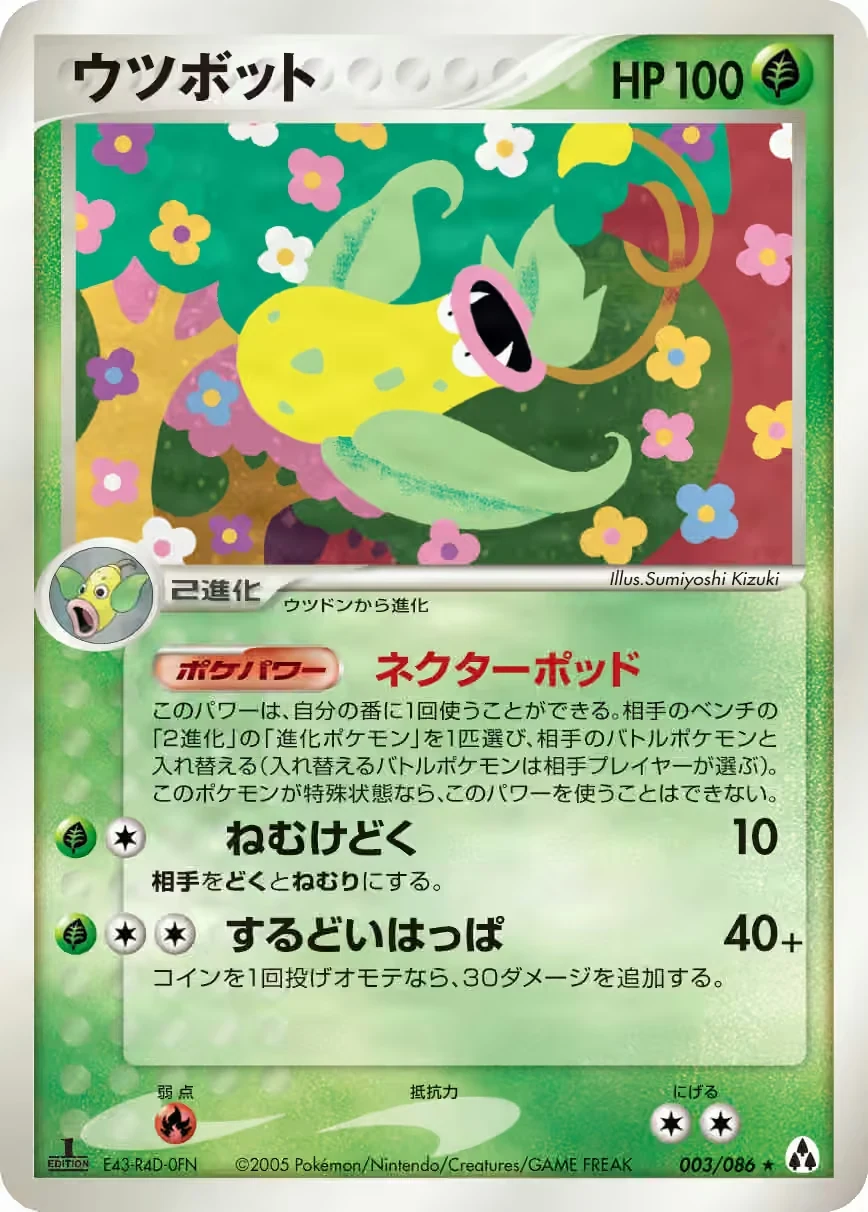 ウツボット HP100
Illus.Sumiyoshi Kizuki
2進化
ウツドンから進化
ポケパワー ネクターポッド
このパワーは、自分の番に1回使うことができる。相手のベンチの
「2進化」の「進化ポケモン」を1匹選び、相手のバトルポケモンと
入れ替える(入れ替えるバトルポケモンは相手プレイヤーが選ぶ)。
このポケモンが特殊状態なら、このパワーを使うことはできない。
ねむけどく 10
相手をどくとねむりにする。
するどいはっぱ 40+
コインを1回投げオモテなら、30ダメージを追加する。
弱点 抵抗力 にげる
1 EDITION E43-R4D-0FN ©2005 Pokémon/Nintendo/Creatures/GAME FREAK 003/086 ★